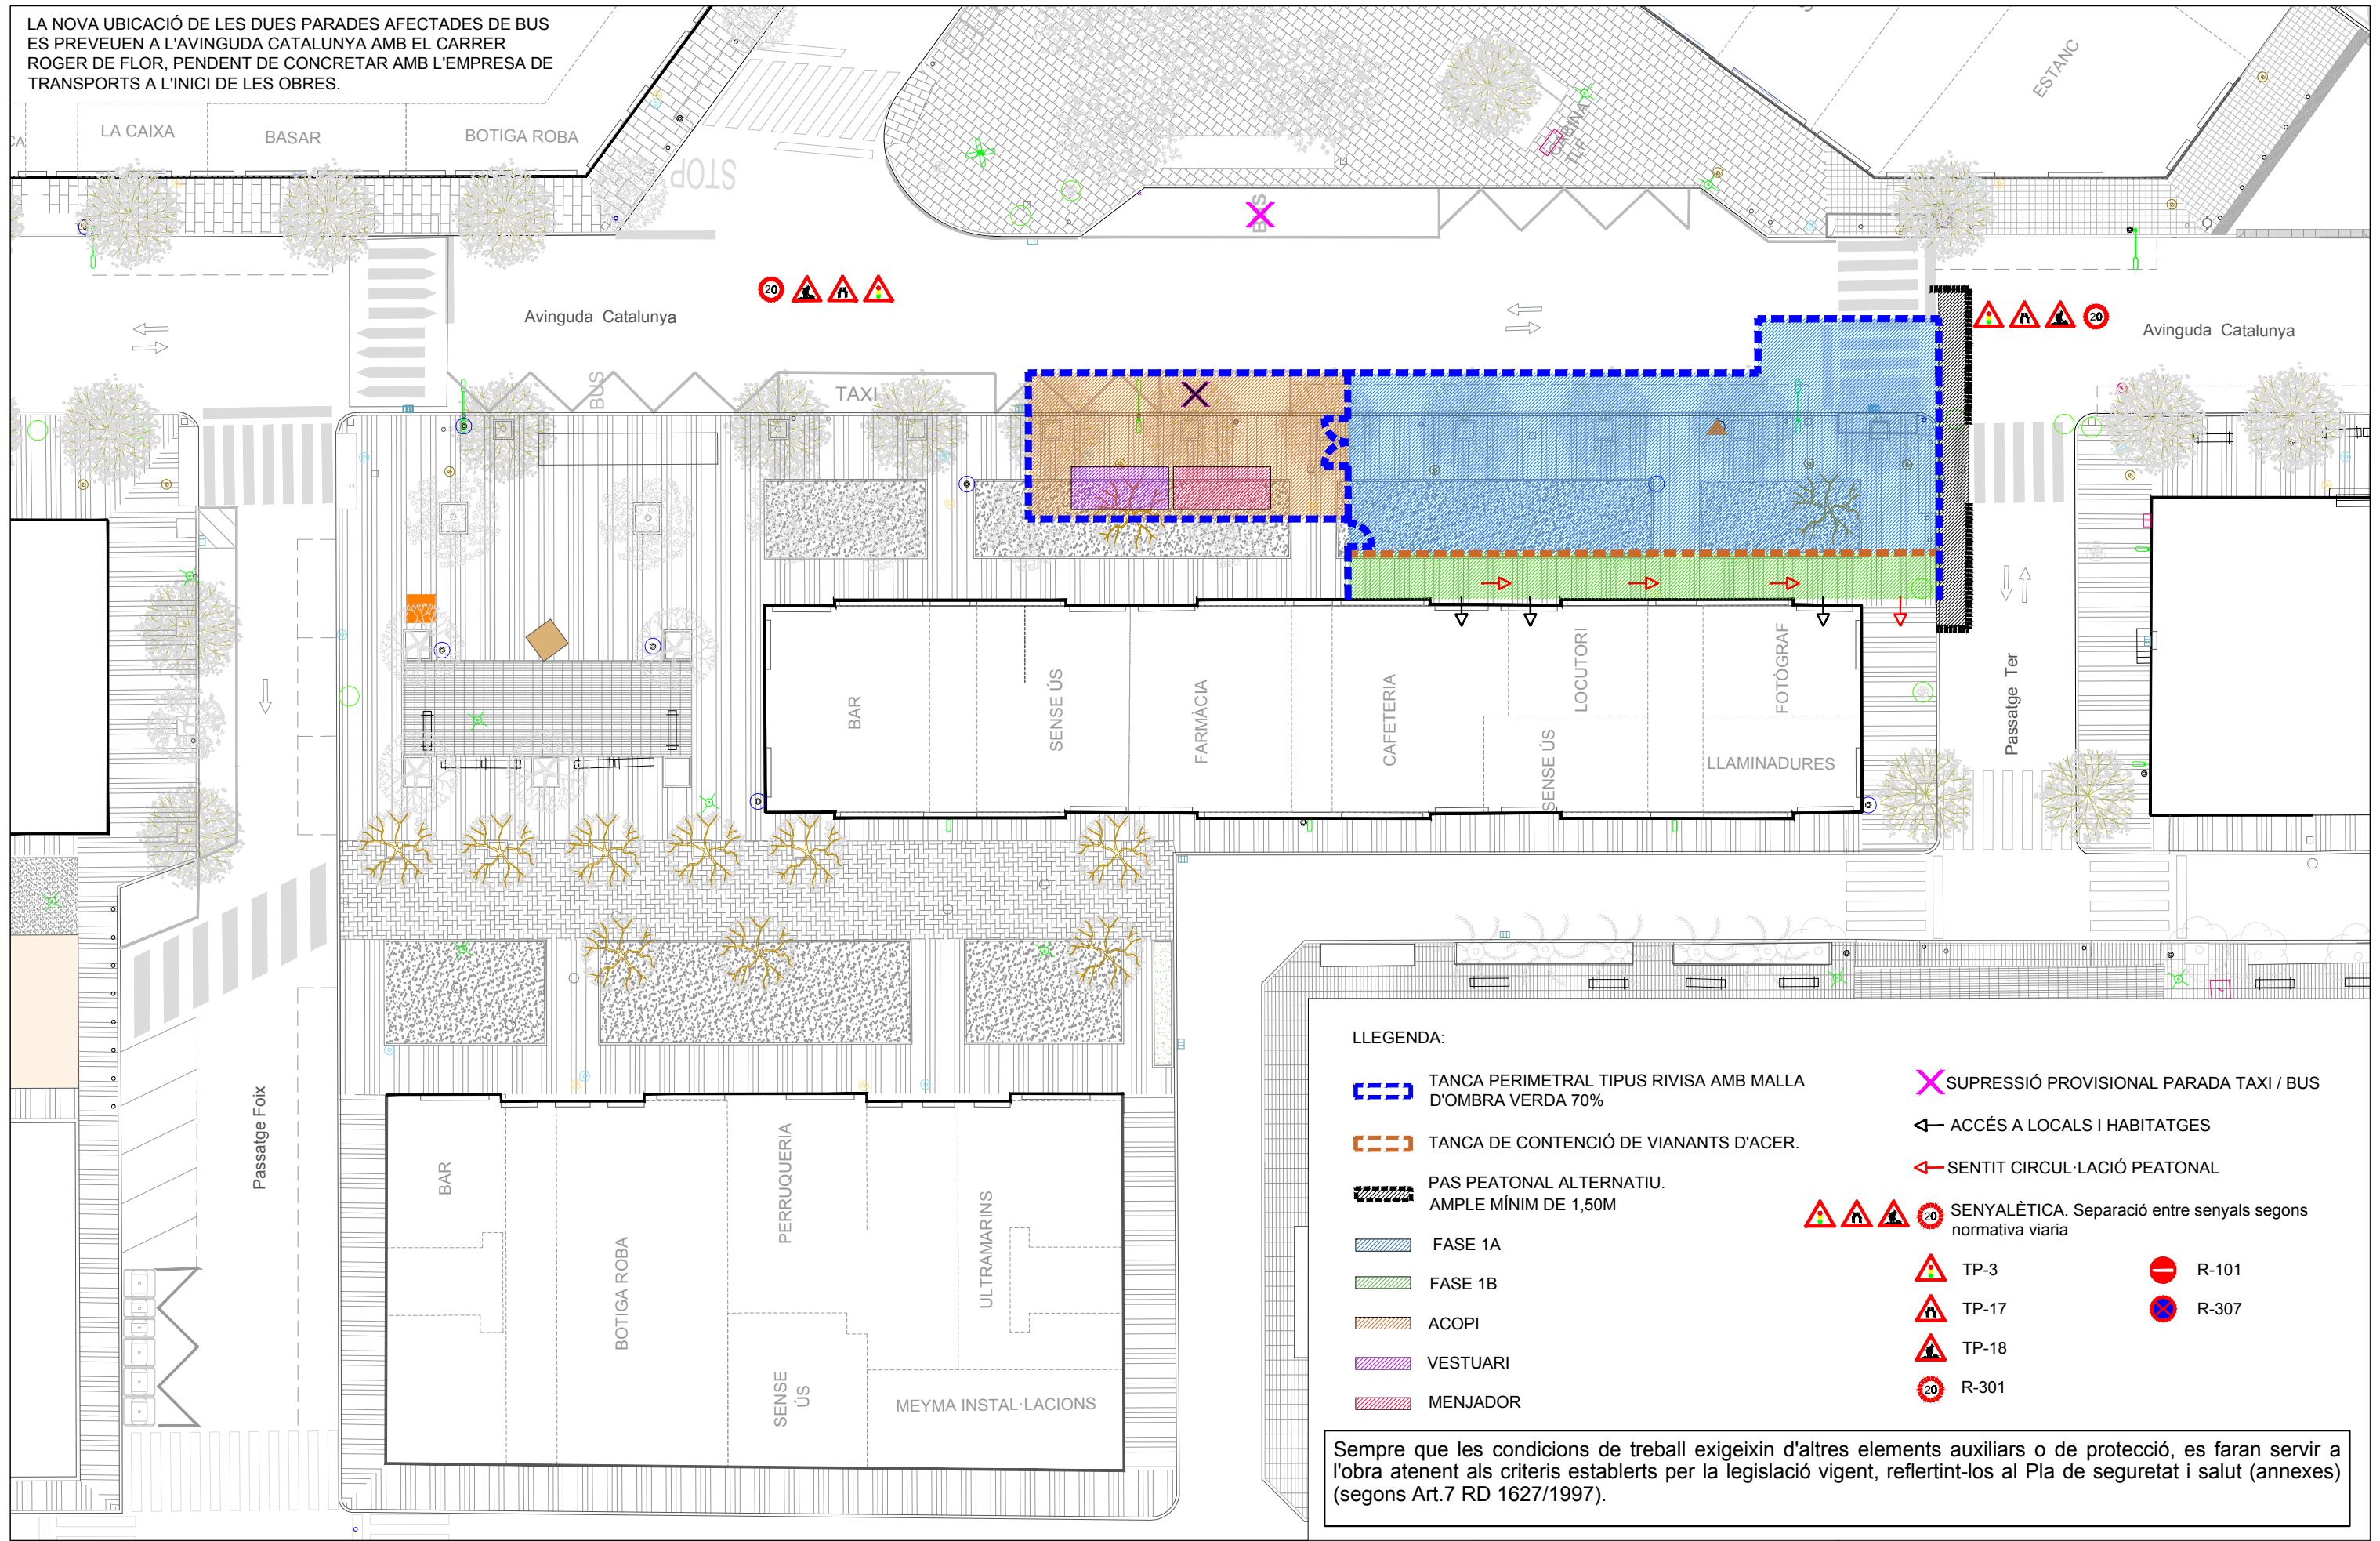 LA NOVA UBICACIÓ DE LES DUES PARADES AFECTADES DE BUS
ES PREVEUEN A L'AVINGUDA CATALUNYA AMB EL CARRER
ROGER DE FLOR, PENDENT DE CONCRETAR AMB L'EMPRESA DE
TRANSPORTS A L'INICI DE LES OBRES.
CA
LA CAIXA
BASAR
BOTIGA ROBA
STOP
BUS
CABINA
TLF
ESTANC
20
Avinguda Catalunya
20
Avinguda Catalunya
BUS
TAXI
BAR
SENSE ÚS
FARMÀCIA
CAFETERIA
SENSE ÚS
LOCUTORI
FOTÒGRAF
LLAMINADURES
Passatge Ter
Passatge Foix
BAR
BOTIGA ROBA
PERRUQUERIA
SENSE
ÚS
ULTRAMARINS
MEYMA INSTAL·LACIONS
LLEGENDA:
TANCA PERIMETRAL TIPUS RIVISA AMB MALLA
D'OMBRA VERDA 70%
TANCA DE CONTENCIÓ DE VIANANTS D'ACER.
PAS PEATONAL ALTERNATIU.
AMPLE MÍNIM DE 1,50M
FASE 1A
FASE 1B
ACOPI
VESTUARI
MENJADOR
SUPRESSIÓ PROVISIONAL PARADA TAXI / BUS
ACCÉS A LOCALS I HABITATGES
SENTIT CIRCUL·LACIÓ PEATONAL
20 SENYALÈTICA. Separació entre senyals segons
normativa viaria
TP-3
R-101
TP-17
R-307
TP-18
20 R-301
Sempre que les condicions de treball exigeixin d'altres elements auxiliars o de protecció, es faran servir a
l'obra atenent als criteris establerts per la legislació vigent, reflertint-los al Pla de seguretat i salut (annexes)
(segons Art.7 RD 1627/1997).